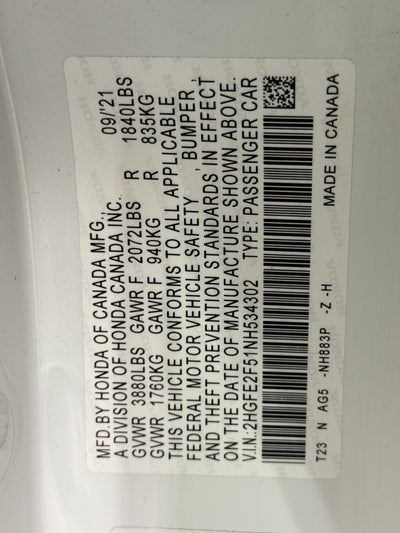 MFD.BY HONDA OF CANADA MFG., 09/'21
A DIVISION OF HONDA CANADA INC.
GVWR 3880LBS GAWR F 2072LBS R 1840LBS
GVWR 1760KG GAWR F 940KG R 835KG
THIS VEHICLE CONFORMS TO ALL APPLICABLE
FEDERAL MOTOR VEHICLE SAFETY, BUMPER,
AND THEFT PREVENTION STANDARDS IN EFFECT
ON THE DATE OF MANUFACTURE SHOWN ABOVE.
V.I.N.:2HGFE2F51NH534302 TYPE: PASSENGER CAR
T23 N AG5 -NH883P -Z -H MADE IN CANADA